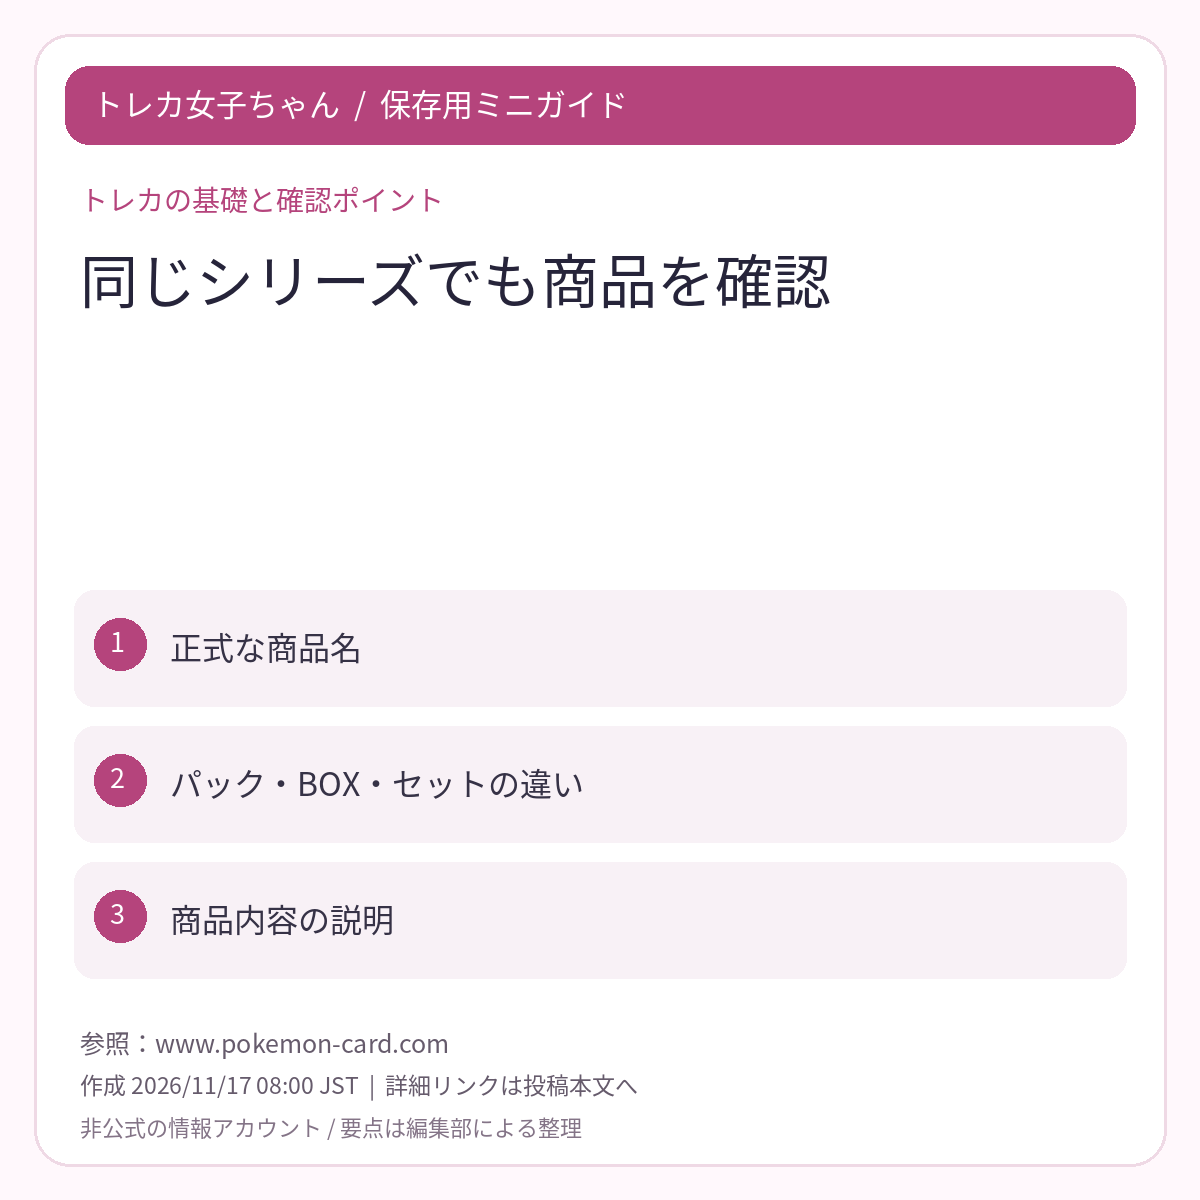 トレカ女子ちゃん / 保存用ミニガイド
トレカの基礎と確認ポイント
同じシリーズでも商品を確認
1 正式な商品名
2 パック・BOX・セットの違い
3 商品内容の説明
参照：www.pokemon-card.com
作成 2026/11/17 08:00 JST | 詳細リンクは投稿本文へ
非公式の情報アカウント / 要点は編集部による整理